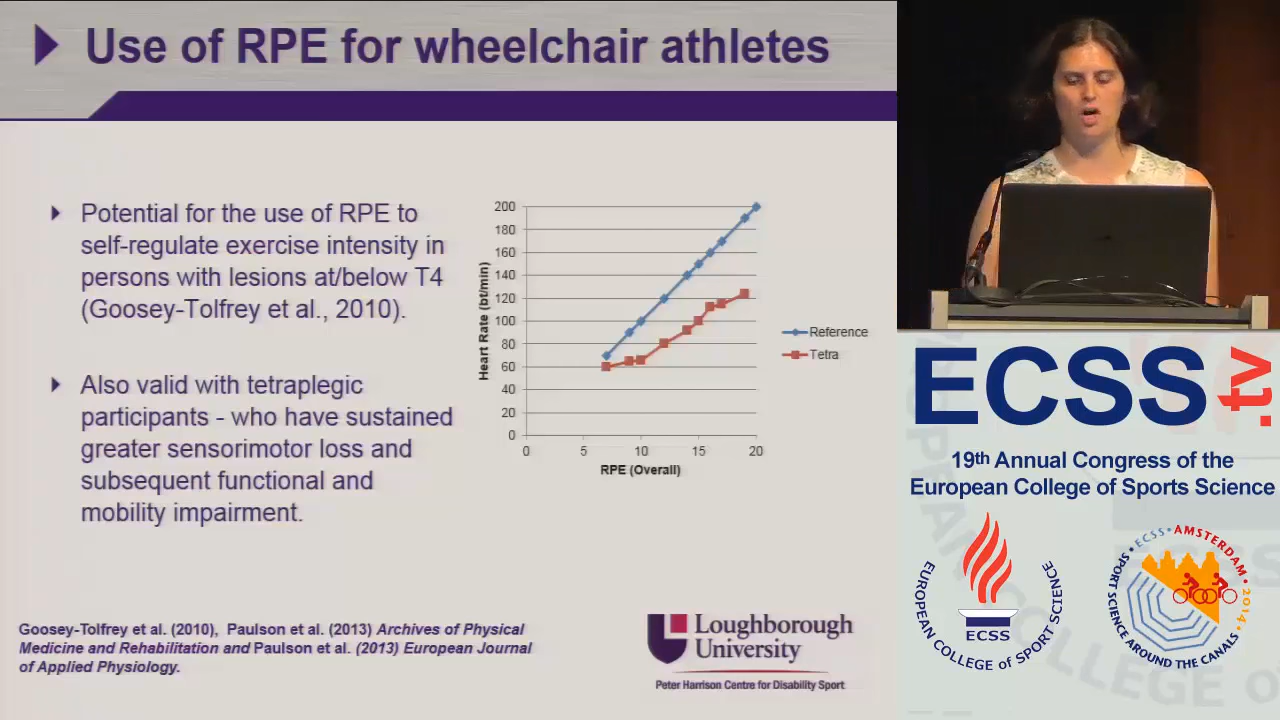 Use of RPE for wheelchair athletes
Potential for the use of RPE to
self-regulate exercise intensity in
persons with lesions at/below T4
(Goosey-Tolfrey et al., 2010).
Also valid with tetraplegic
participants - who have sustained
greater sensorimotor loss and
subsequent functional and
mobility impairment.
Heart Rate (bt/min)
200
180
160
140
120
100
80
60
40
20
0
0 5 10 15 20
RPE (Overall)
Reference
Tetra
Goosey-Tolfrey et al. (2010), Paulson et al. (2013) Archives of Physical
Medicine and Rehabilitation and Paulson et al. (2013) European Journal
of Applied Physiology.
Loughborough
University
Peter Harrison Centre for Disability Sport
ECSS.tv
19th Annual Congress of the
European College of Sports Science
EUROPEAN COLLEGE OF SPORT SCIENCE
ECSS
ECSS • AMSTERDAM • 2014 •
SPORT SCIENCE AROUND THE CANALS